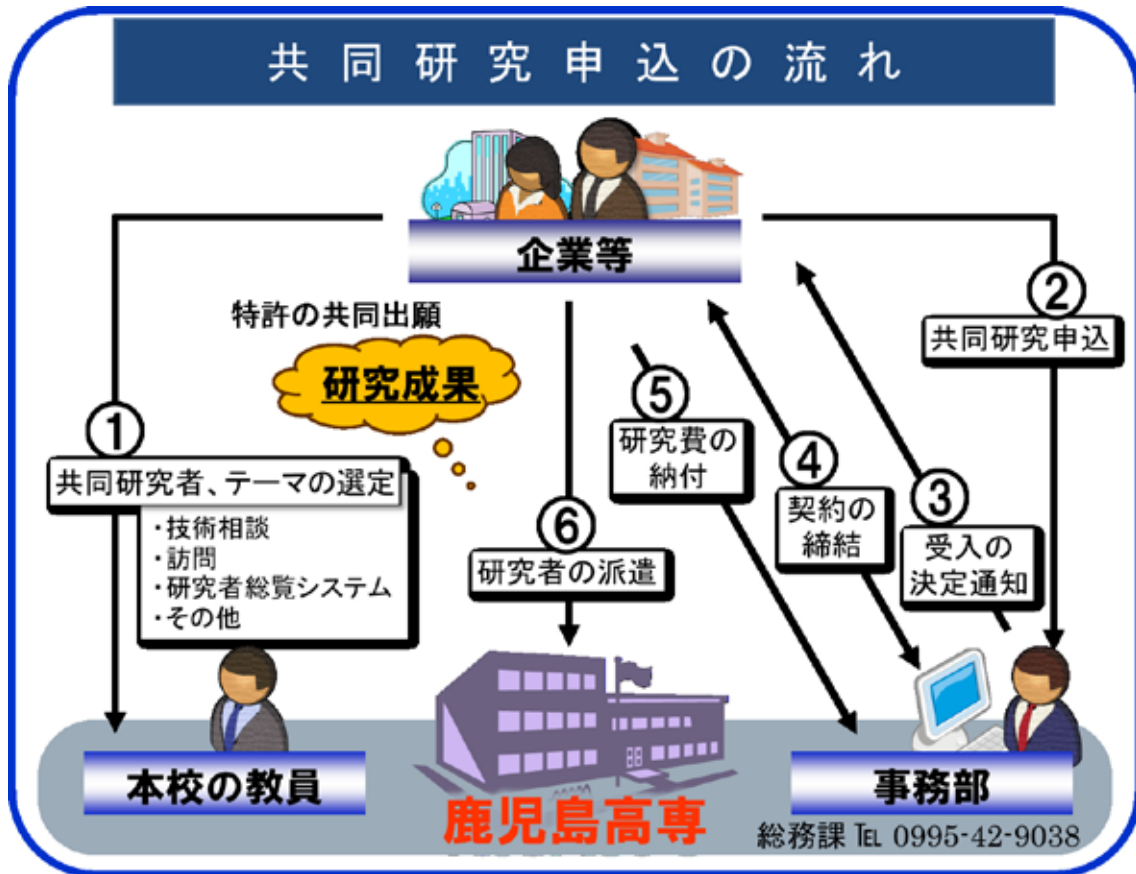 共同研究申込の流れ
企業等
特許の共同出願
研究成果
①
共同研究者、テーマの選定
・技術相談
・訪問
・研究者総覧システム
・その他
②
共同研究申込
③
受入の
決定通知
④
契約の
締結
⑤
研究費の
納付
⑥
研究者の派遣
本校の教員
鹿児島高専
事務部
総務課 ℡ 0995-42-9038